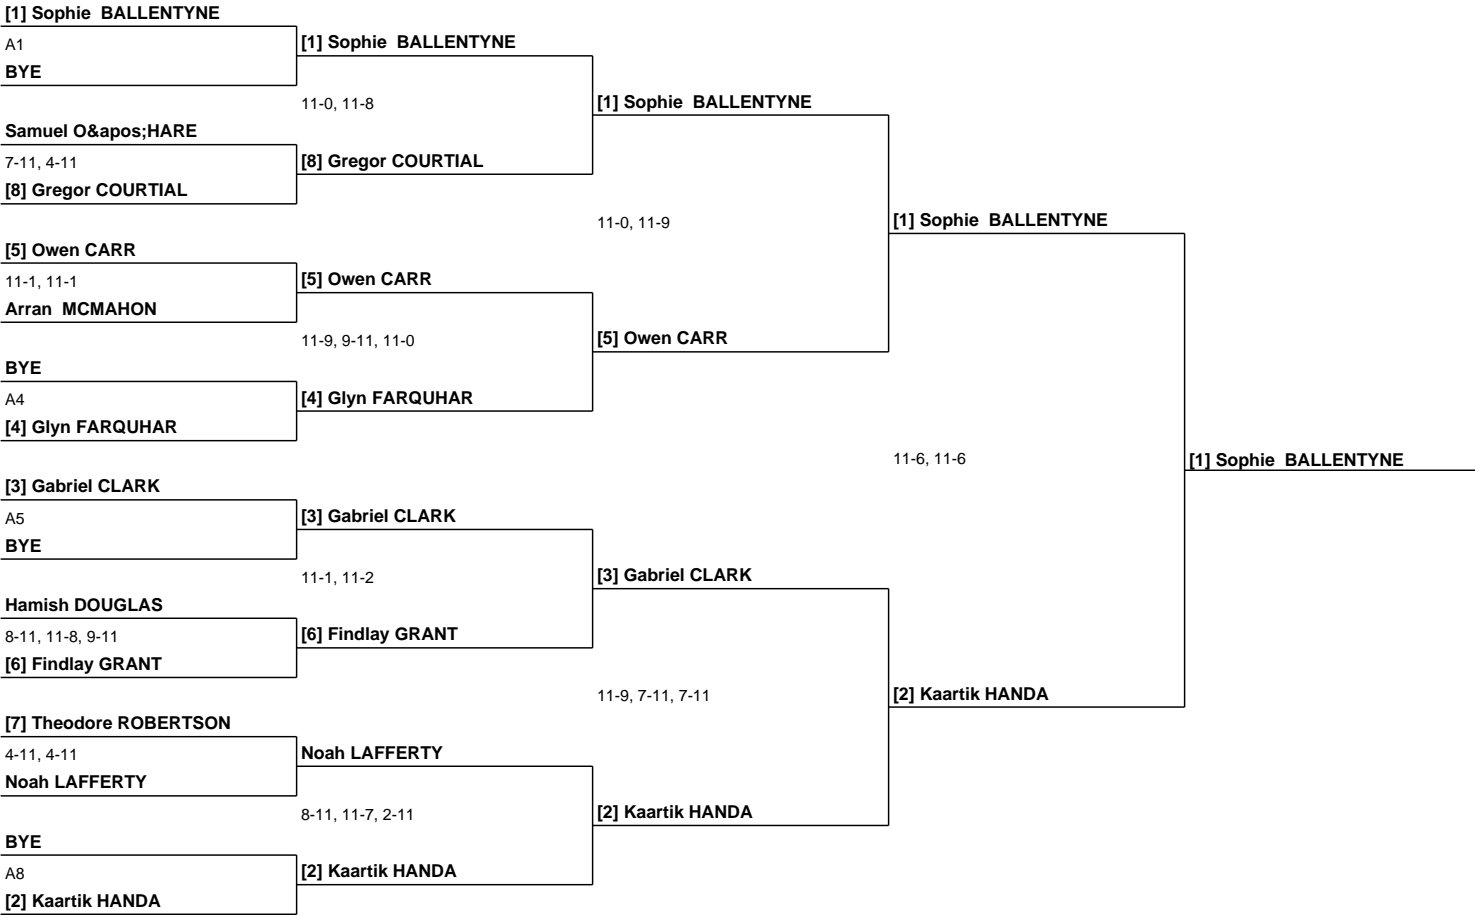 [1] Sophie  BALLENTYNE
A1
BYE
Samuel O&apos;HARE
7-11, 4-11
[8] Gregor COURTIAL
[5] Owen CARR
11-1, 11-1
Arran  MCMAHON
BYE
A4
[4] Glyn FARQUHAR
[3] Gabriel CLARK
A5
BYE
Hamish DOUGLAS
8-11, 11-8, 9-11
[6] Findlay GRANT
[7] Theodore ROBERTSON
4-11, 4-11
Noah LAFFERTY
BYE
A8
[2] Kaartik HANDA
[1] Sophie  BALLENTYNE
11-0, 11-8
[8] Gregor COURTIAL
[5] Owen CARR
11-9, 9-11, 11-0
[4] Glyn FARQUHAR
[3] Gabriel CLARK
11-1, 11-2
[6] Findlay GRANT
Noah LAFFERTY
8-11, 11-7, 2-11
[2] Kaartik HANDA
[1] Sophie  BALLENTYNE
11-0, 11-9
[5] Owen CARR
[3] Gabriel CLARK
11-9, 7-11, 7-11
[2] Kaartik HANDA
[1] Sophie  BALLENTYNE
11-6, 11-6
[2] Kaartik HANDA
[1] Sophie  BALLENTYNE